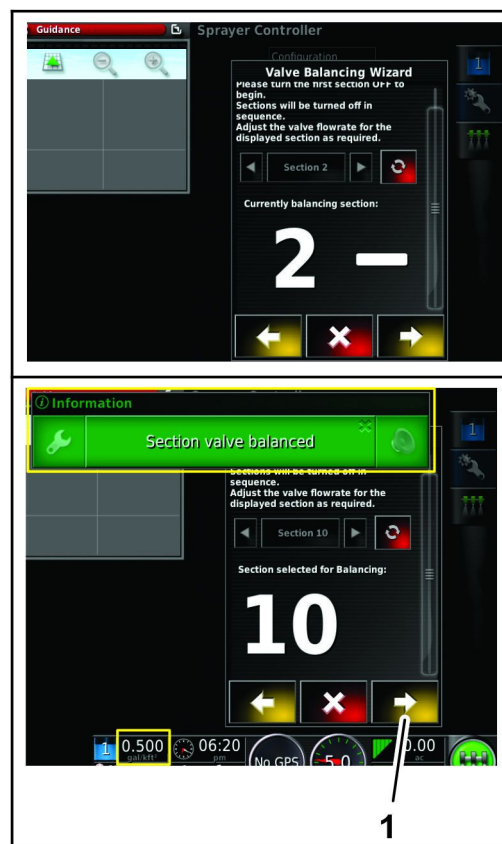 Guidance
Sprayer Controller
Configuration
1
Valve Balancing Wizard
Please turn the first section OFF to
begin.
Sections will be turned off in
sequence.
Adjust the valve flowrate for the
displayed section as required.
Section 2
Currently balancing section:
2 –
Information
Section valve balanced
1
Sections will be turned off in
sequence.
Adjust the valve flowrate for the
displayed section as required.
Section 10
Section selected for Balancing:
10
1
0.500
gal/kft²
06:20
No GPS
5.0
0.00
ac
1